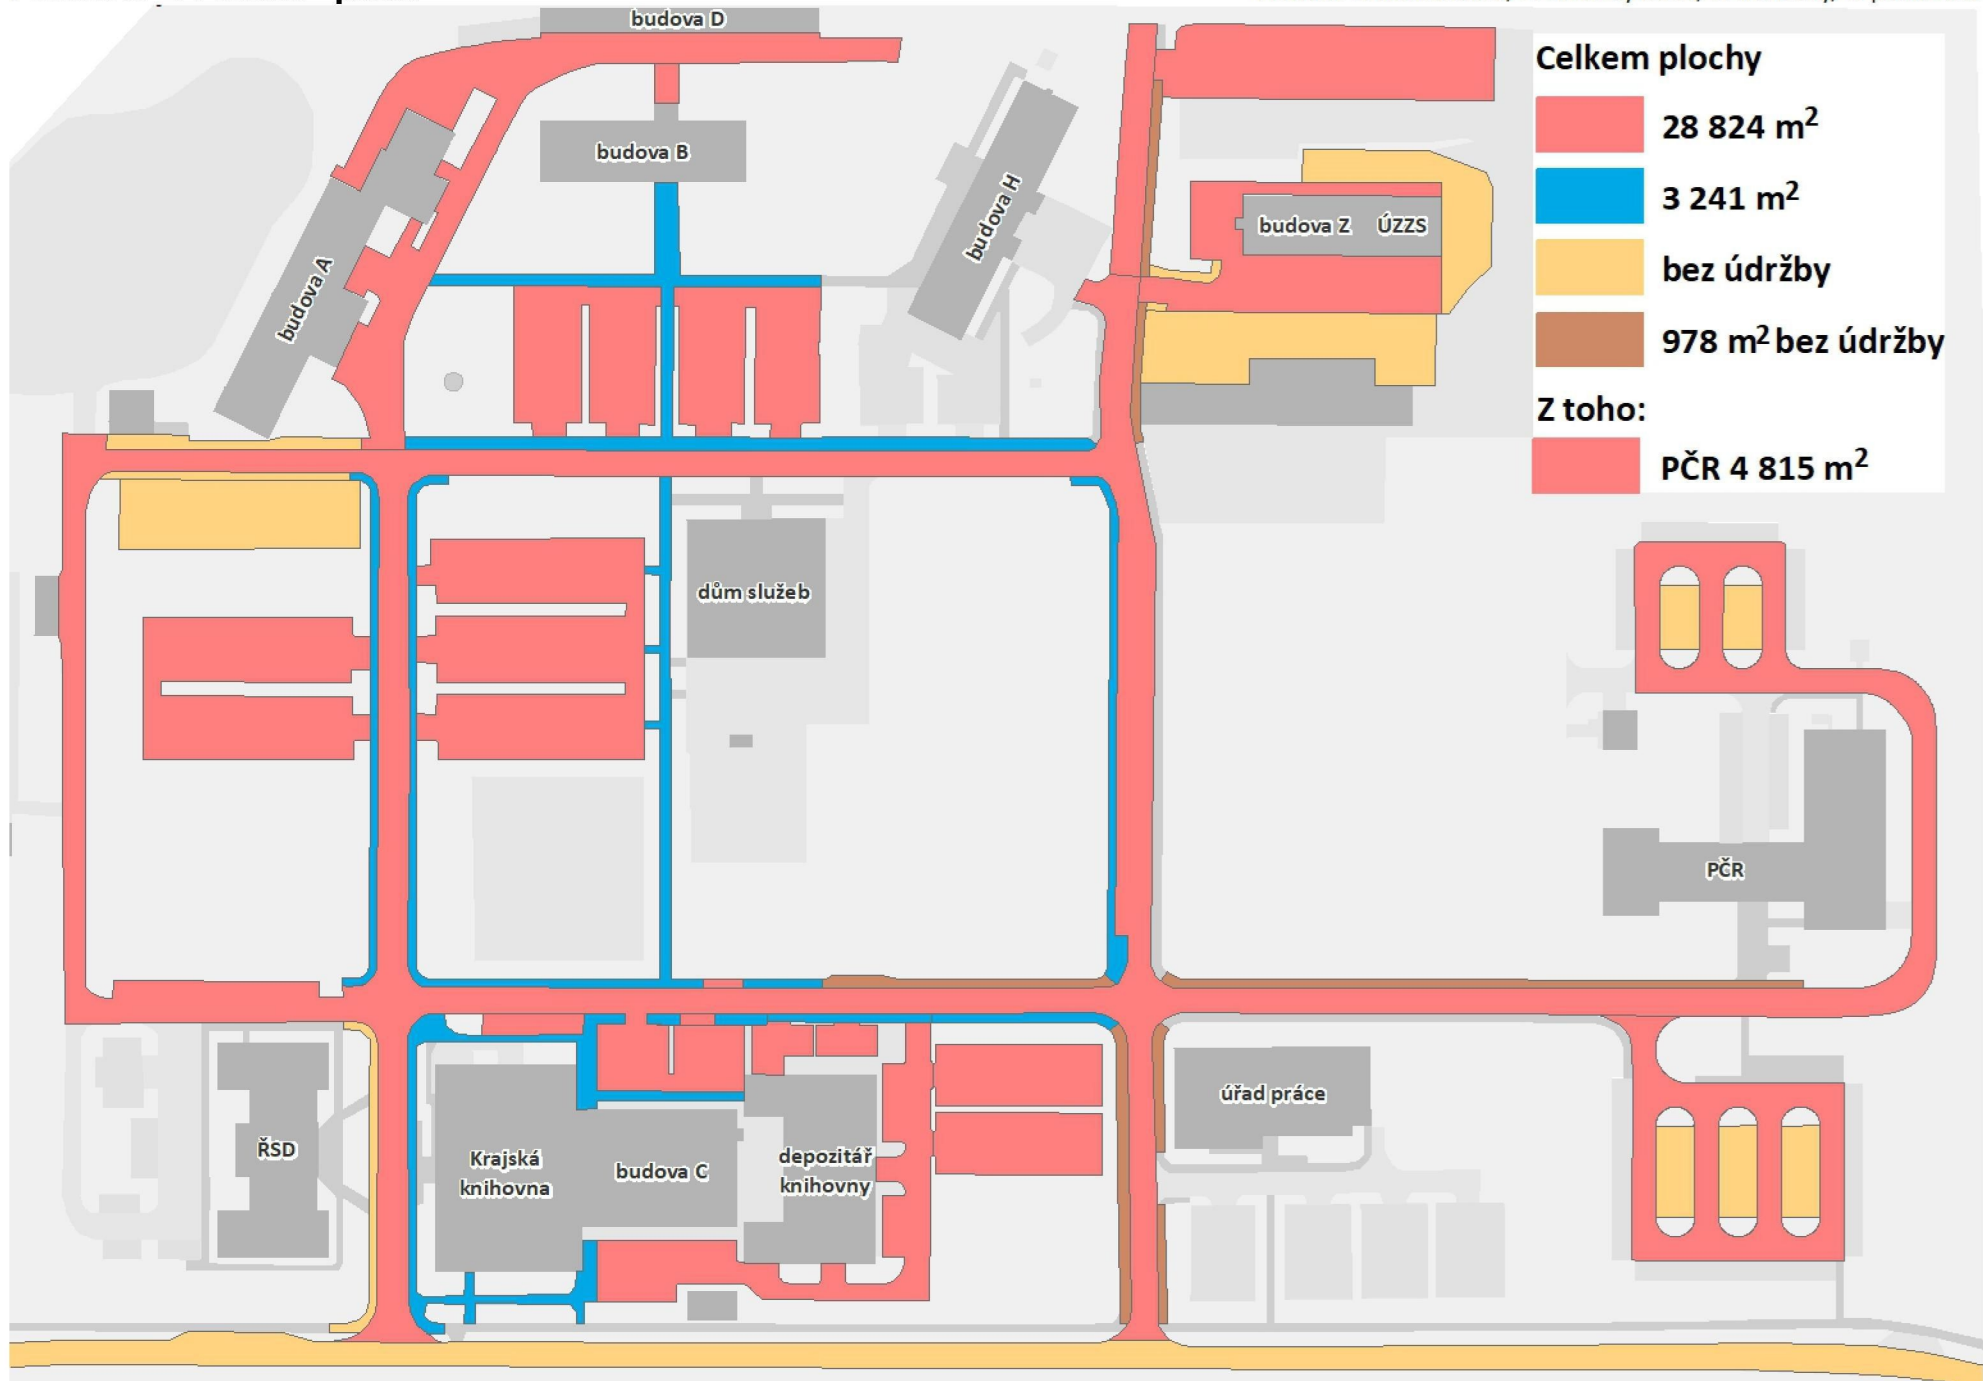 budova D
Celkem plochy
28 824 m²
budova B
3 241 m²
budova H
budova Z ÚZZS
bez údržby
budova A
978 m² bez údržby
Z toho:
PČR 4 815 m²
dům služeb
PČR
úřad práce
ŘSD
Krajská
knihovna
budova C
depozitář
knihovny